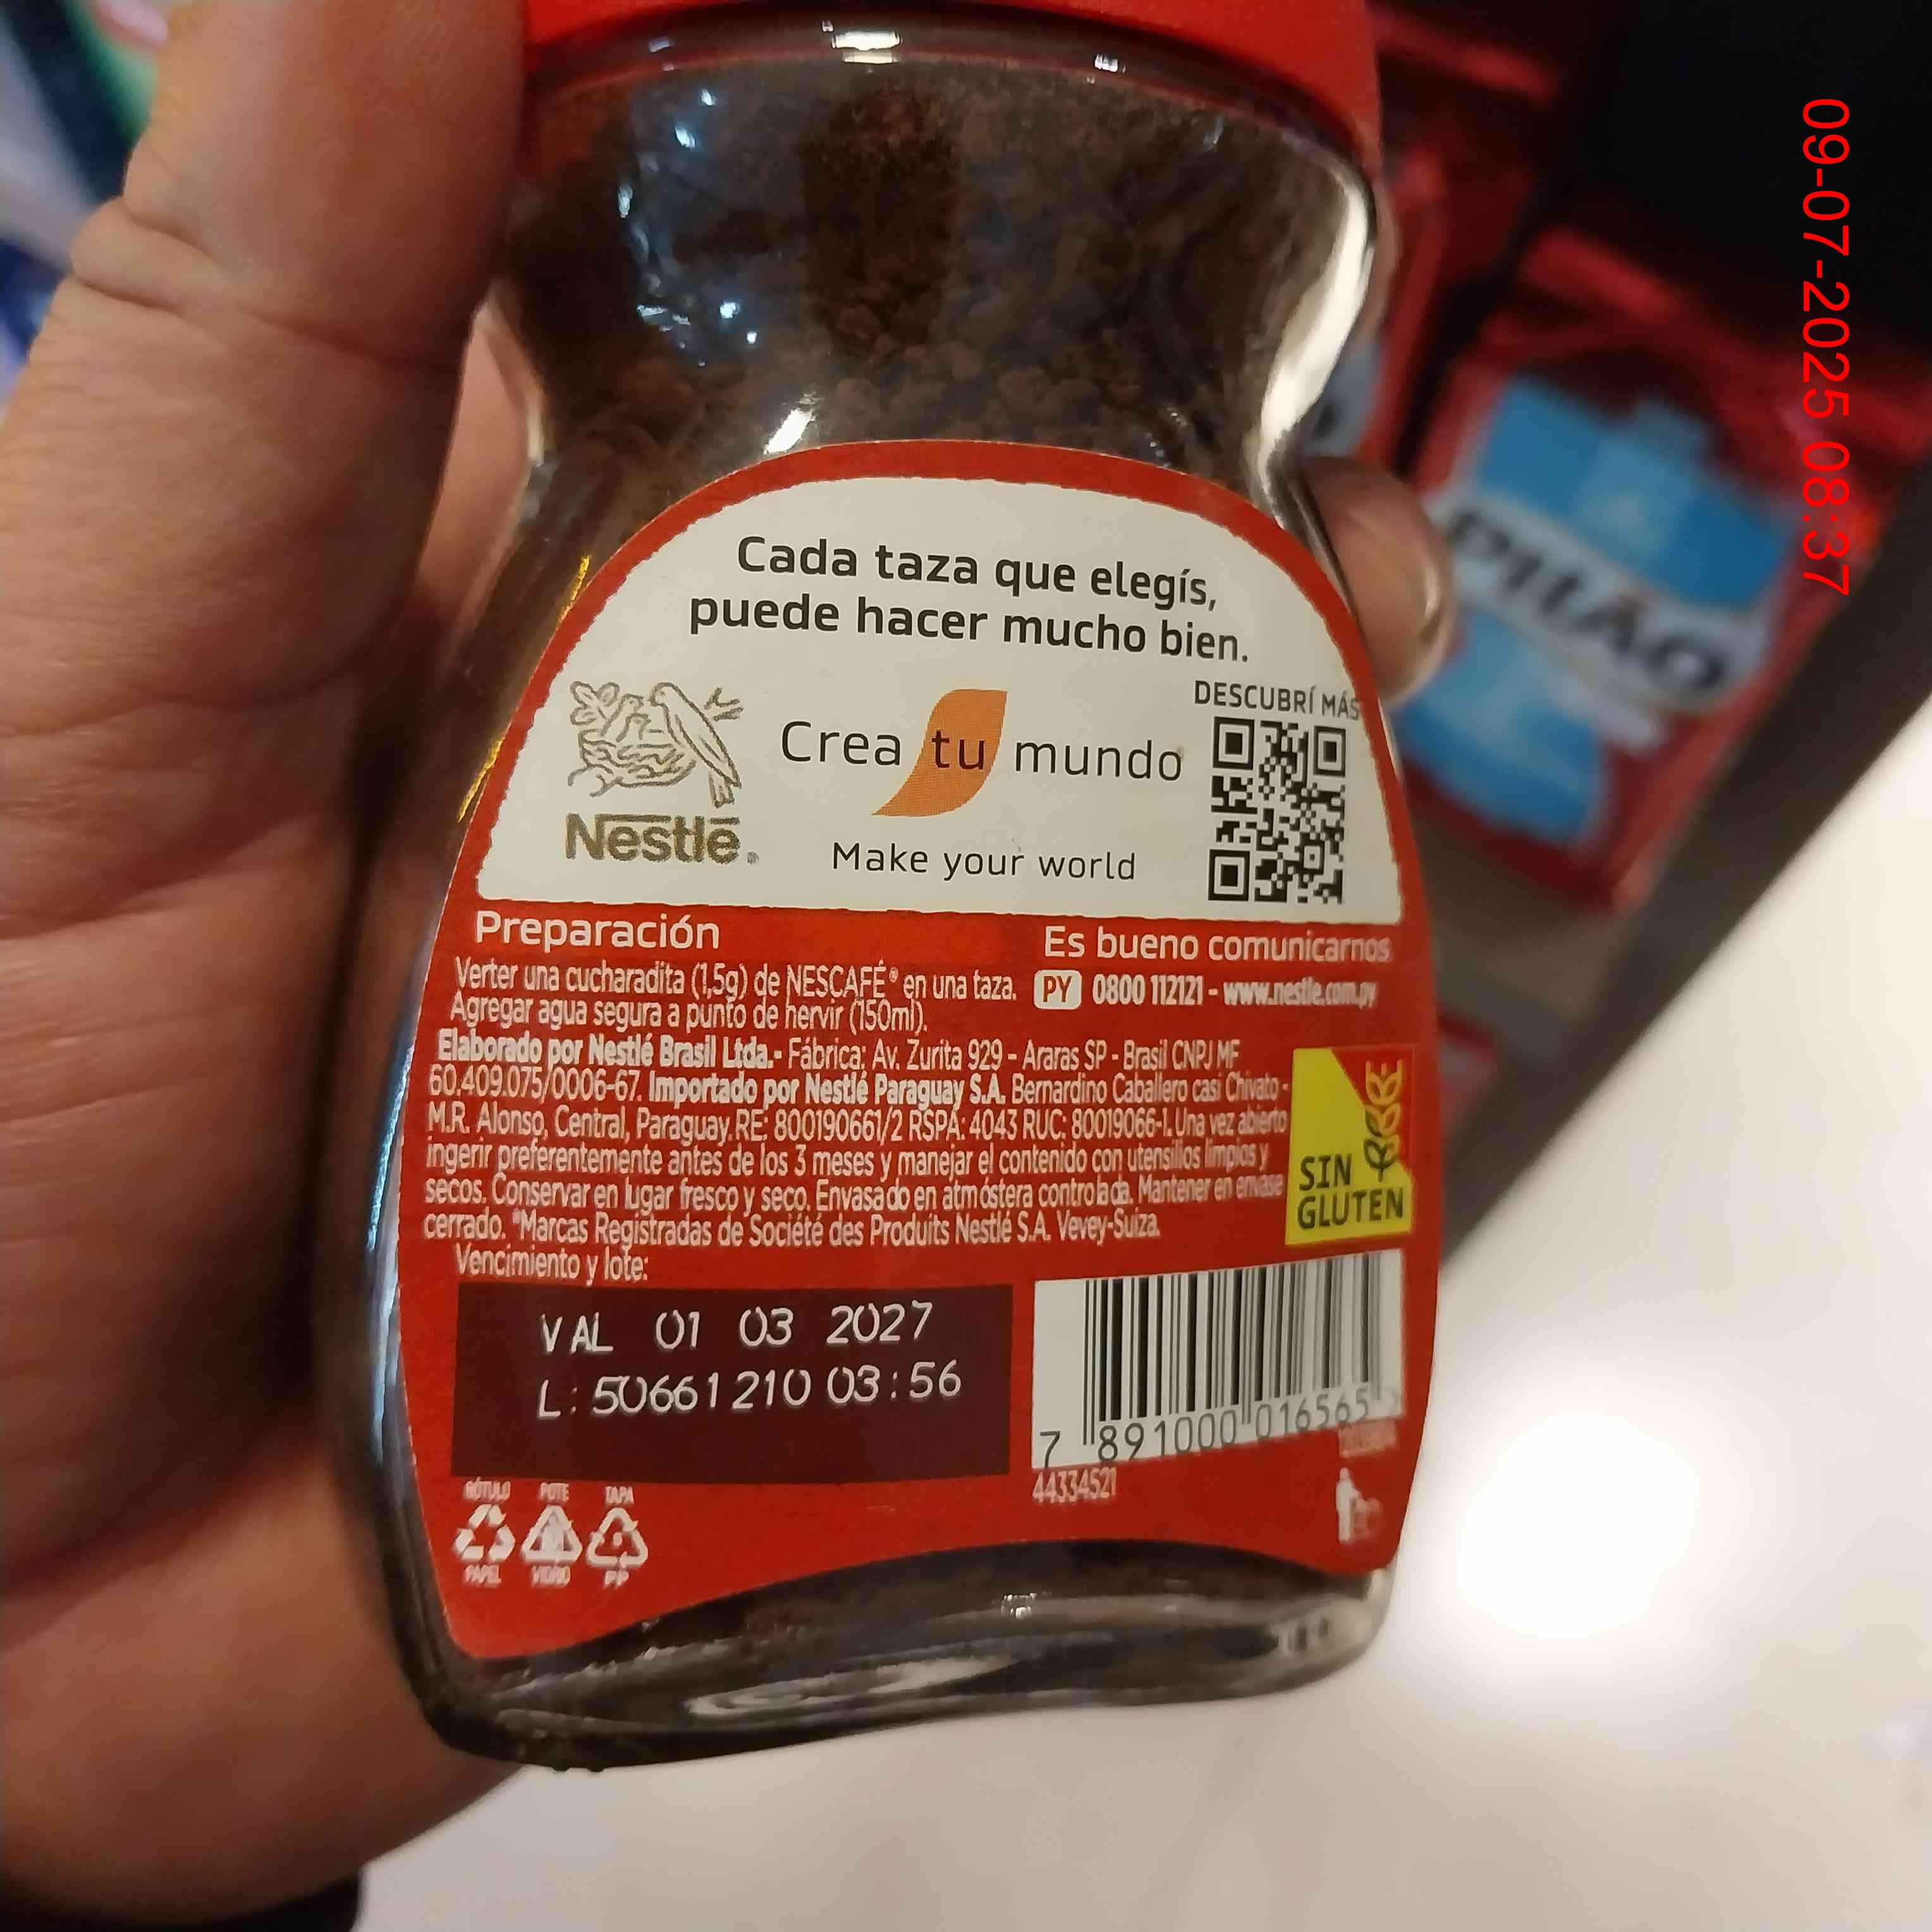 Cada taza que elegís,
puede hacer mucho bien.
DESCUBRÍ MÁS
Nestlé®
Crea tu mundo
Make your world
Preparación
Verter una cucharadita (1,5g) de NESCAFÉ® en una taza.
Agregar agua segura a punto de hervir (150ml).
Es bueno comunicarnos
PY 0800 112121 - www.nestle.com.py
Elaborado por Nestlé Brasil Ltda.- Fábrica: Av. Zurita 929 - Araras SP - Brasil CNPJ MF
60.409.075/0006-67. Importado por Nestlé Paraguay S.A. Bernardino Caballero casi Chivato -
M.R. Alonso, Central, Paraguay. RE: 800190661/2 RSPA: 4043 RUC: 80019066-1. Una vez abierto
ingerir preferentemente antes de los 3 meses y manejar el contenido con utensilios limpios y
secos. Conservar en lugar fresco y seco. Envasado en atmósfera controlada. Mantener en envase
cerrado. ®Marcas Registradas de Société des Produits Nestlé S.A. Vevey-Suiza.
SIN
GLUTEN
Vencimiento y lote:
VAL 01 03 2027
L: 50661210 03:56
7 891000 016565 >
44334521
RÓTULO POTE TAPA
PAPEL VIDRO PP
PILÃO
09-07-2025 08:37